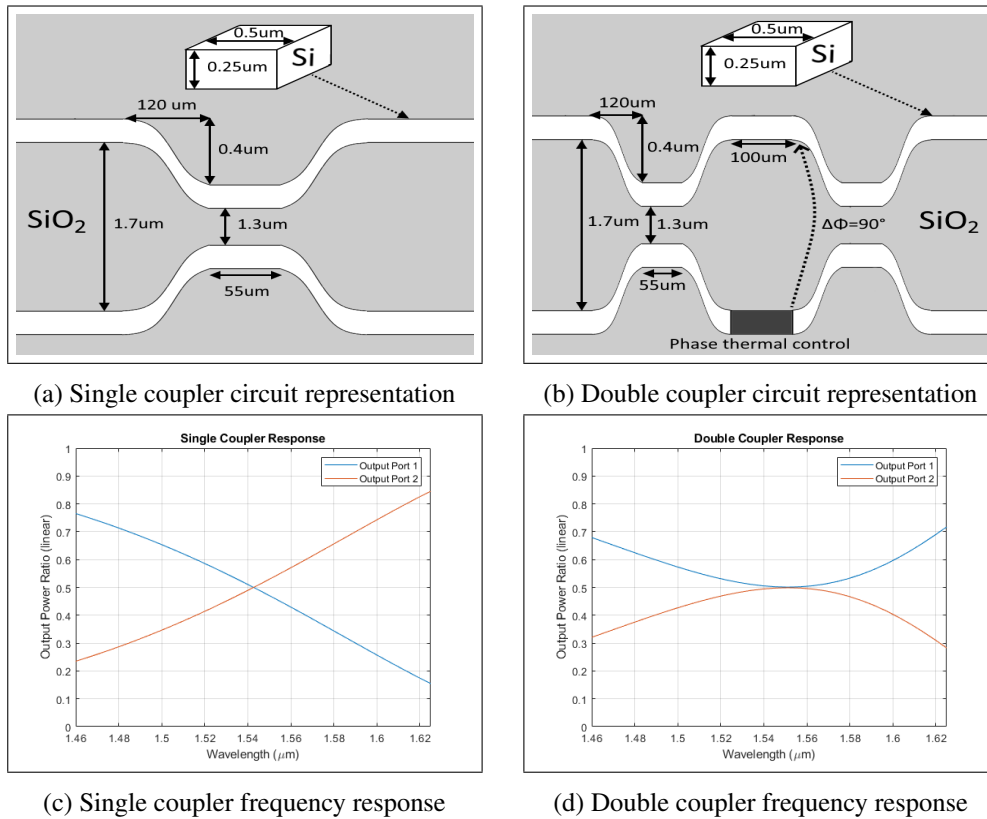 0.5um
0.25um
Si
120 um
0.4um
SiO₂
1.7um
1.3um
55um
(a) Single coupler circuit representation
0.5um
0.25um
Si
120um
0.4um
100um
1.7um
1.3um
ΔΦ=90°
SiO₂
55um
Phase thermal control
(b) Double coupler circuit representation
Single Coupler Response
Output Port 1
Output Port 2
Output Power Ratio (linear)
1
0.9
0.8
0.7
0.6
0.5
0.4
0.3
0.2
0.1
0
1.46 1.48 1.5 1.52 1.54 1.56 1.58 1.6 1.62
Wavelength (μm)
(c) Single coupler frequency response
Double Coupler Response
Output Port 1
Output Port 2
Output Power Ratio (linear)
1
0.9
0.8
0.7
0.6
0.5
0.4
0.3
0.2
0.1
0
1.46 1.48 1.5 1.52 1.54 1.56 1.58 1.6 1.62
Wavelength (μm)
(d) Double coupler frequency response